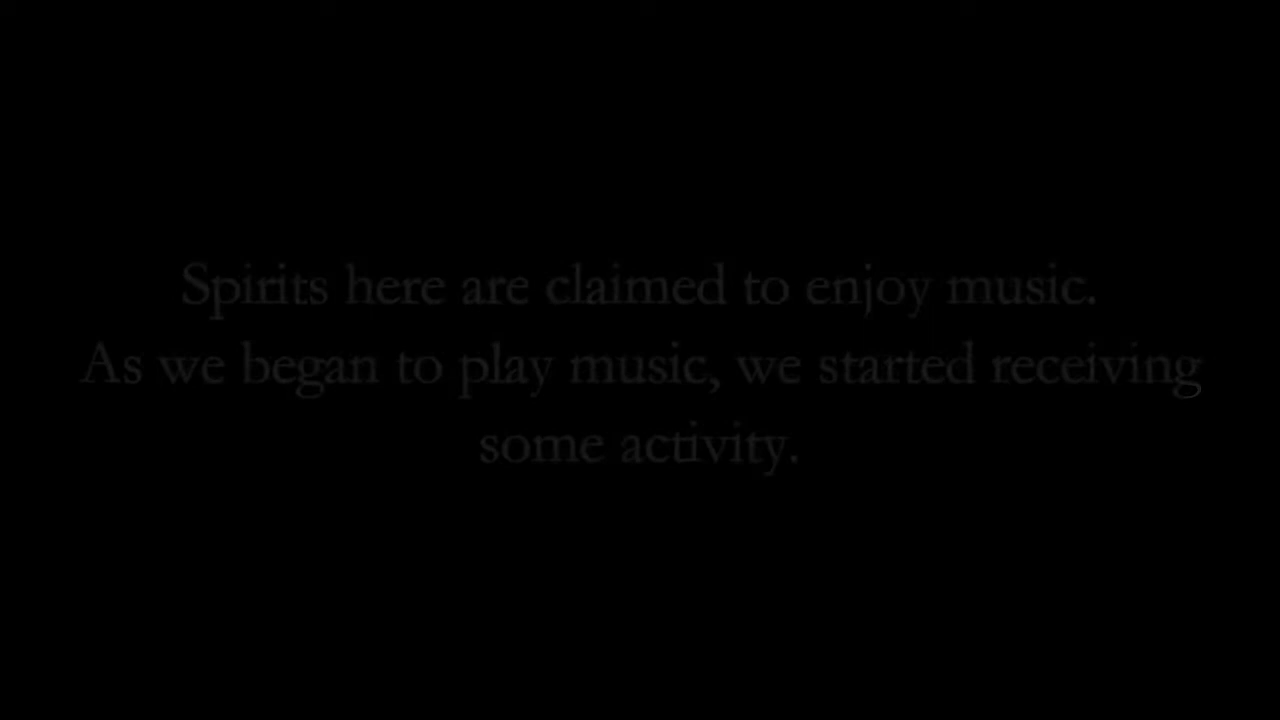 Spirits here are claimed to enjoy music.
As we began to play music, we started receiving
some activity.